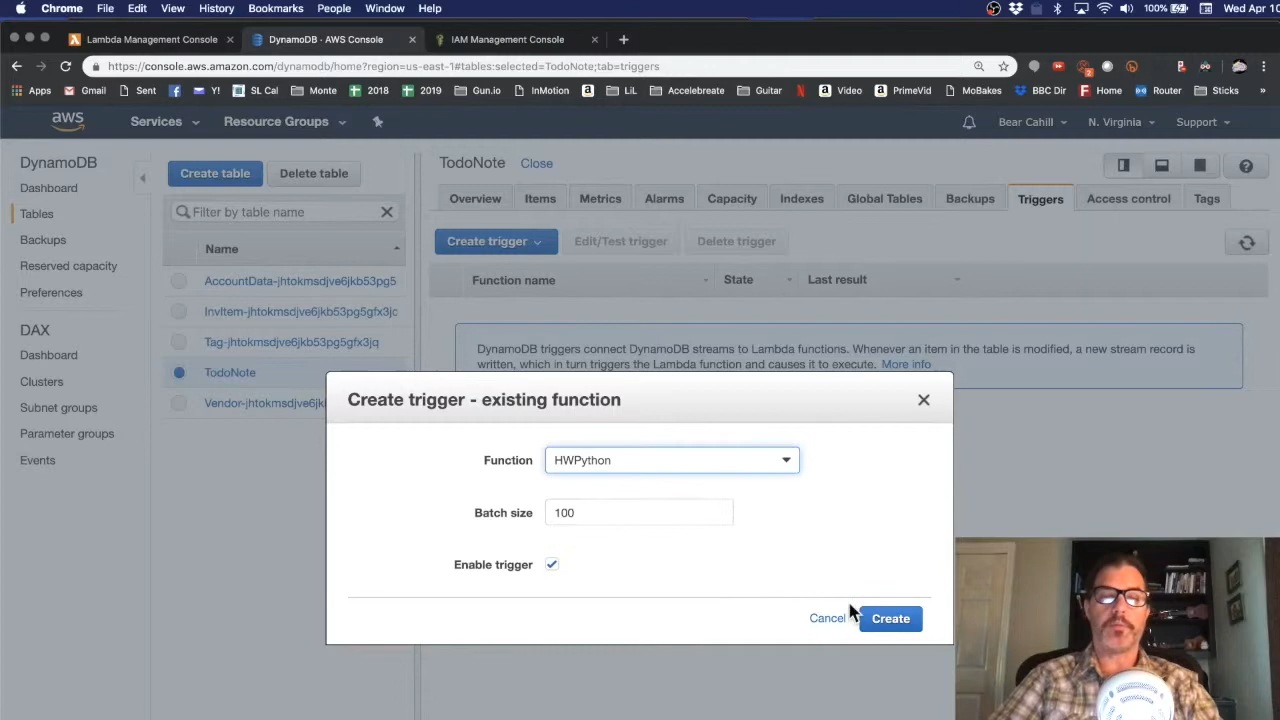 Chrome File Edit View History Bookmarks People Window Help 100% Wed Apr 10
Lambda Management Console DynamoDB - AWS Console IAM Management Console
https://console.aws.amazon.com/dynamodb/home?region=us-east-1#tables:selected=TodoNote;tab=triggers
Apps Gmail Sent Y! SL Cal Monte 2018 2019 Gun.io InMotion LiL Accelebreate Guitar Video PrimeVid MoBakes BBC Dir Home Router Sticks »
aws Services Resource Groups Bear Cahill N. Virginia Support
DynamoDB
Dashboard
Tables
Backups
Reserved capacity
Preferences
DAX
Dashboard
Clusters
Subnet groups
Parameter groups
Events
Create table Delete table
Filter by table name
Name
AccountData-jhtokmsdjve6jkb53pg5
InvItem-jhtokmsdjve6jkb53pg5gfx3jc
Tag-jhtokmsdjve6jkb53pg5gfx3jq
TodoNote
Vendor-jhtokmsdjve6jk
TodoNote Close
Overview Items Metrics Alarms Capacity Indexes Global Tables Backups Triggers Access control Tags
Create trigger Edit/Test trigger Delete trigger
Function name State Last result
DynamoDB triggers connect DynamoDB streams to Lambda functions. Whenever an item in the table is modified, a new stream record is
written, which in turn triggers the Lambda function and causes it to execute. More info
Create trigger - existing function
Function HWPython
Batch size 100
Enable trigger
Cancel Create